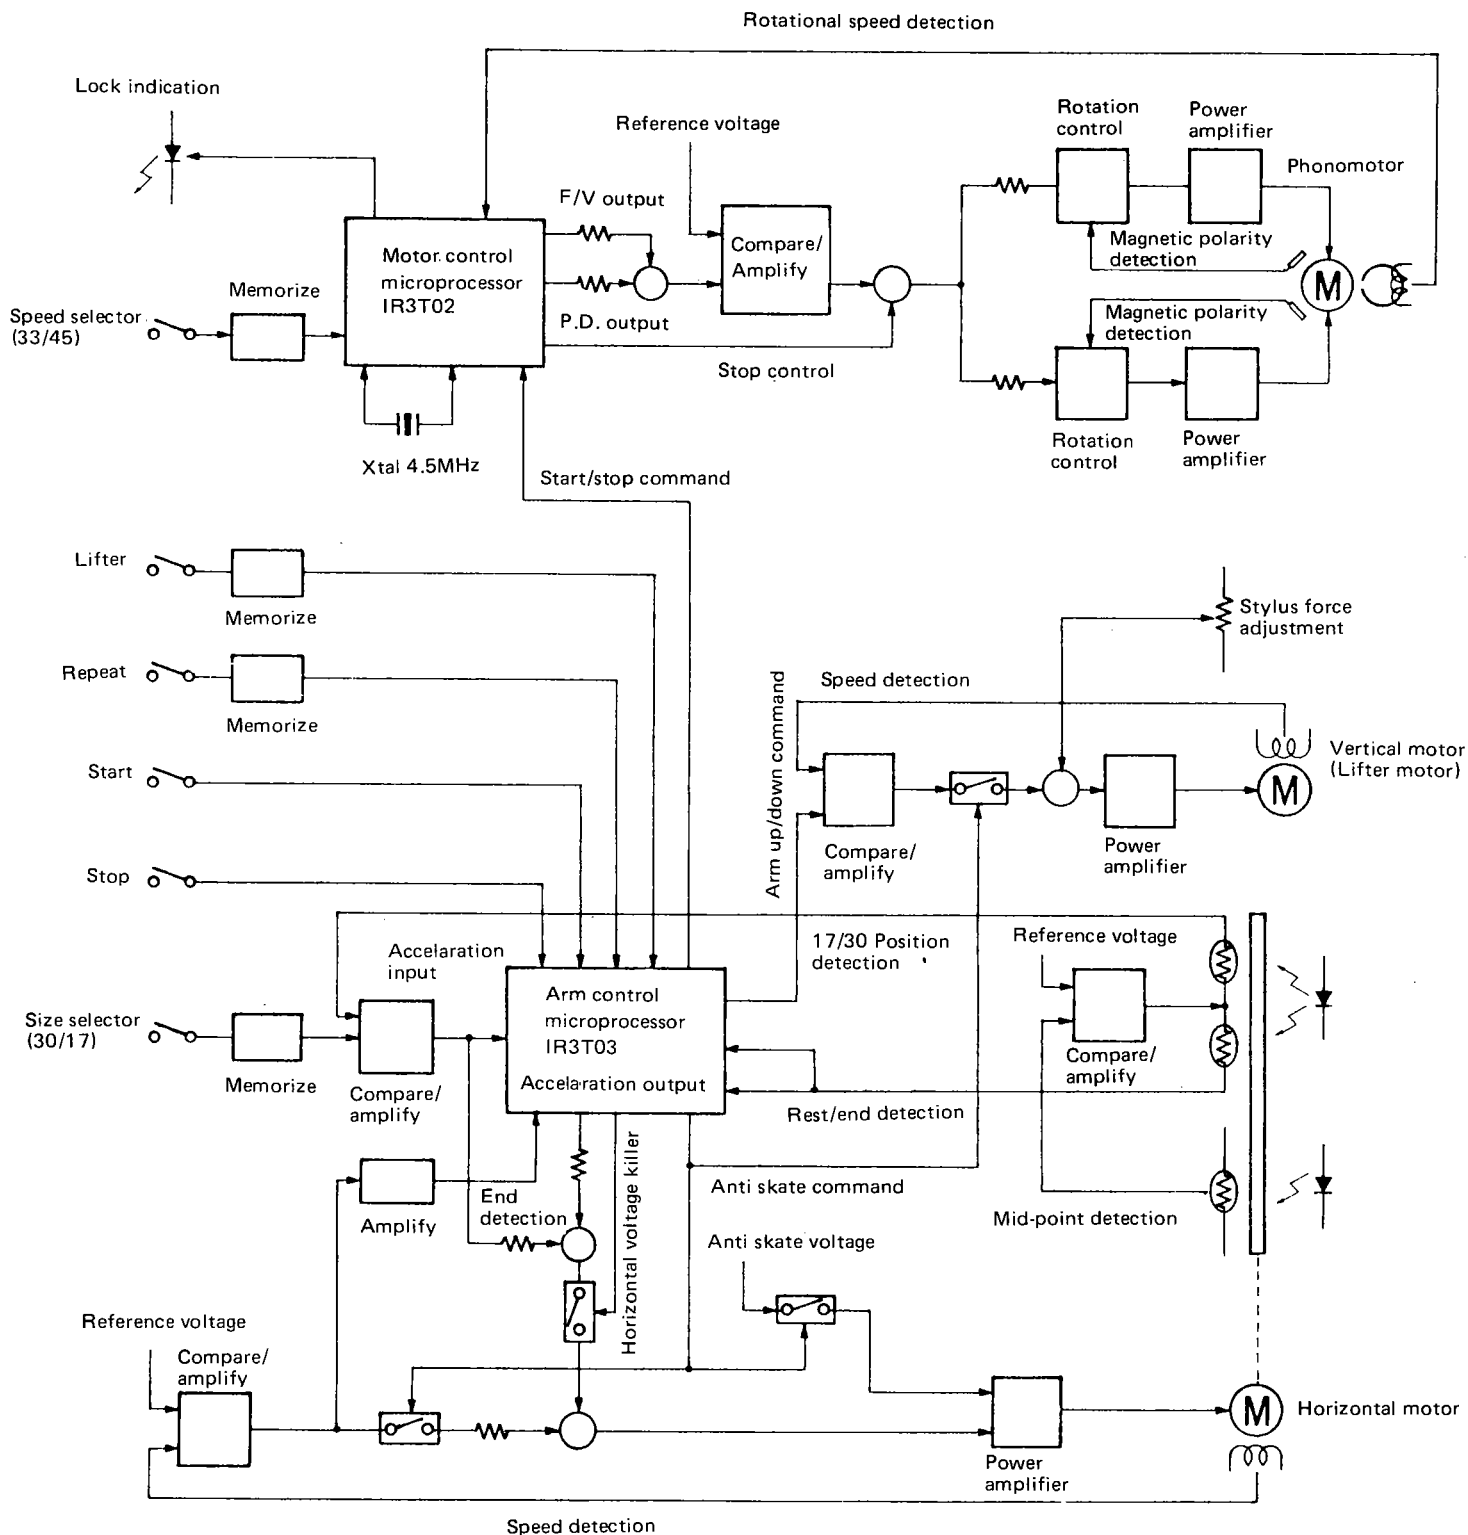 Rotational speed detection
Lock indication
Reference voltage
Rotation
control
Power
amplifier
Phonomotor
F/V output
Motor control
microprocessor
IR3T02
Compare/
Amplify
Magnetic polarity
detection
M
Memorize
Speed selector
(33/45)
P.D. output
Magnetic polarity
detection
Stop control
Xtal 4.5MHz
Rotation
control
Power
amplifier
Start/stop command
Lifter
Memorize
Stylus force
adjustment
Repeat
Memorize
Speed detection
Arm up/down command
Start
Vertical motor
(Lifter motor)
M
Compare/
amplify
Power
amplifier
Stop
17/30 Position
detection
Reference voltage
Accelaration
input
Arm control
microprocessor
IR3T03
Accelaration output
Size selector
(30/17)
Memorize
Compare/
amplify
Compare/
amplify
Rest/end detection
Horizontal voltage killer
Anti skate command
End
detection
Amplify
Mid-point detection
Anti skate voltage
Reference voltage
Compare/
amplify
M
Horizontal motor
Power
amplifier
Speed detection